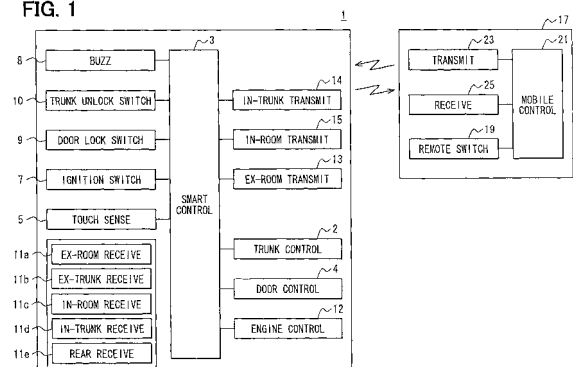 FIG. 1
1
3
8
BUZZ
10
TRUNK UNLOCK SWITCH
9
DOOR LOCK SWITCH
7
IGNITION SWITCH
5
TOUCH SENSE
11a
EX-ROOM RECEIVE
11b
EX-TRUNK RECEIVE
11c
IN-ROOM RECEIVE
11d
IN-TRUNK RECEIVE
11e
REAR RECEIVE
SMART
CONTROL
14
IN-TRUNK TRANSMIT
15
IN-ROOM TRANSMIT
13
EX-ROOM TRANSMIT
2
TRUNK CONTROL
4
DOOR CONTROL
12
ENGINE CONTROL
17
23
TRANSMIT
25
RECEIVE
19
REMOTE SWITCH
21
MOBILE
CONTROL